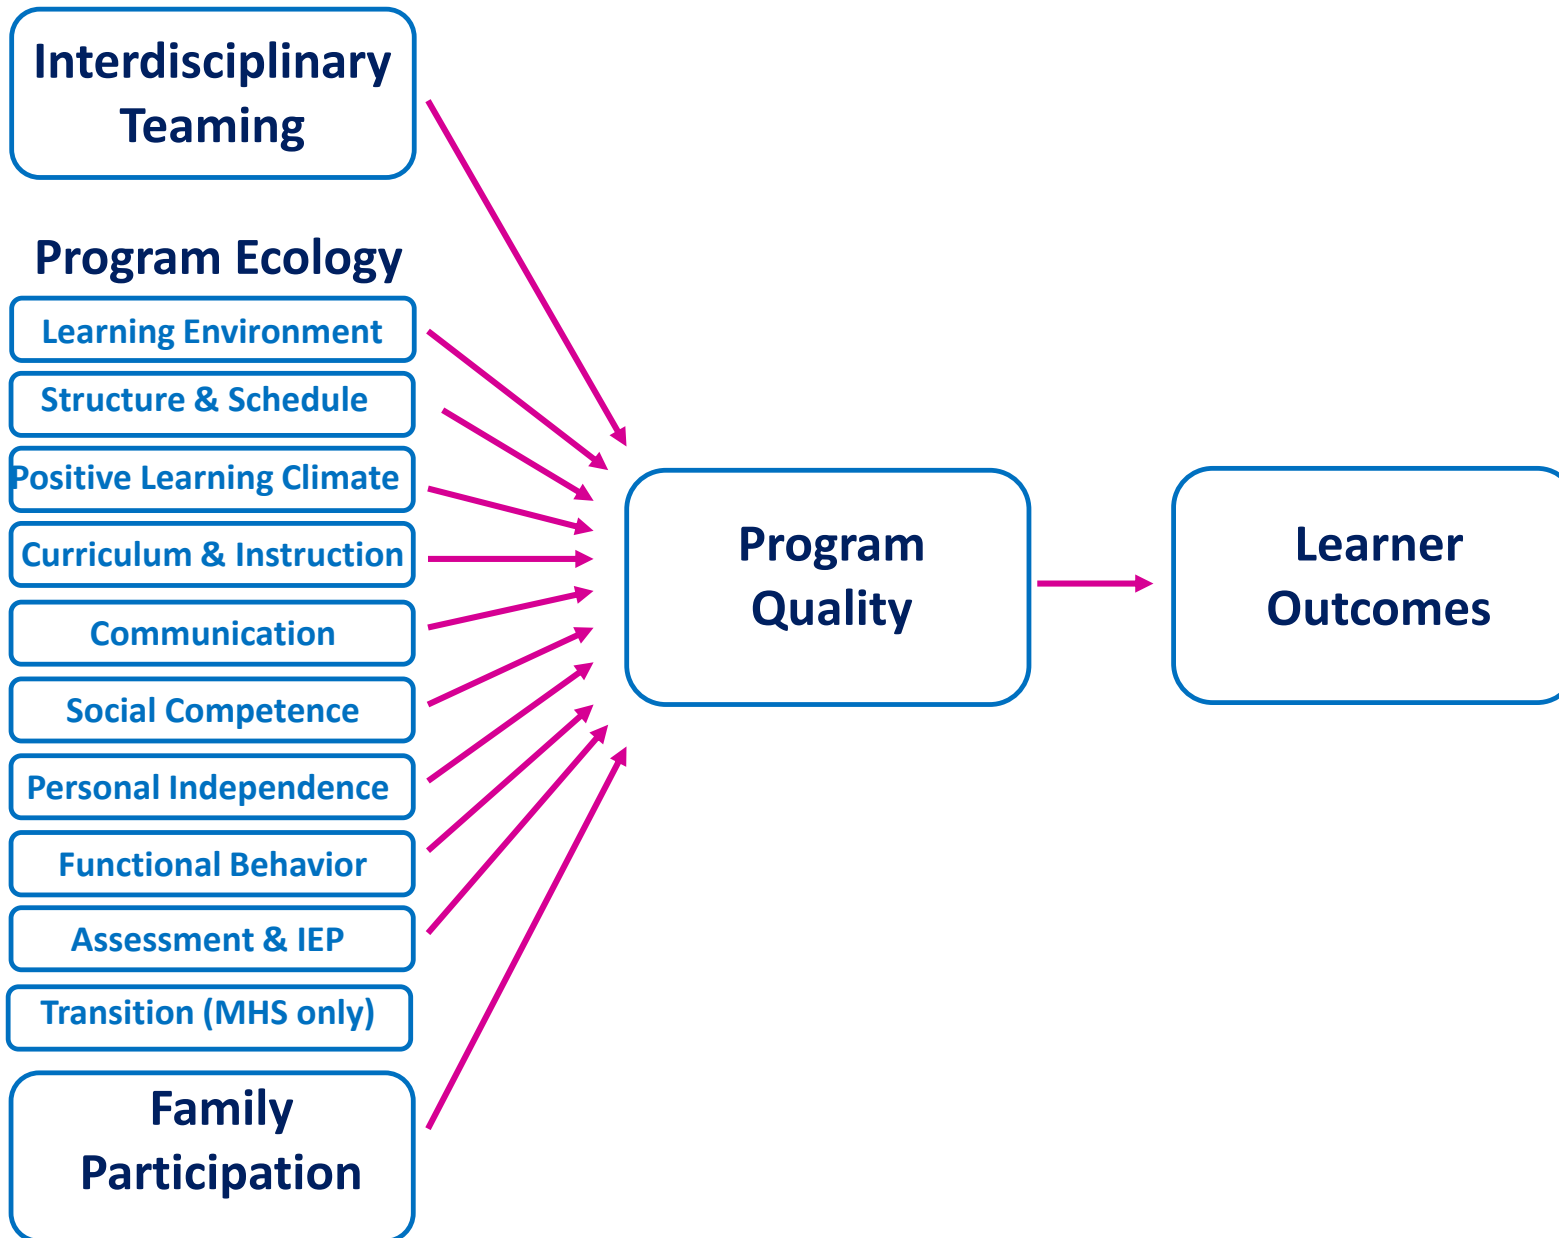 Interdisciplinary
Teaming
Program Ecology
Learning Environment
Structure & Schedule
Positive Learning Climate
Curriculum & Instruction
Communication
Social Competence
Personal Independence
Functional Behavior
Assessment & IEP
Transition (MHS only)
Family
Participation
Program
Quality
Learner
Outcomes